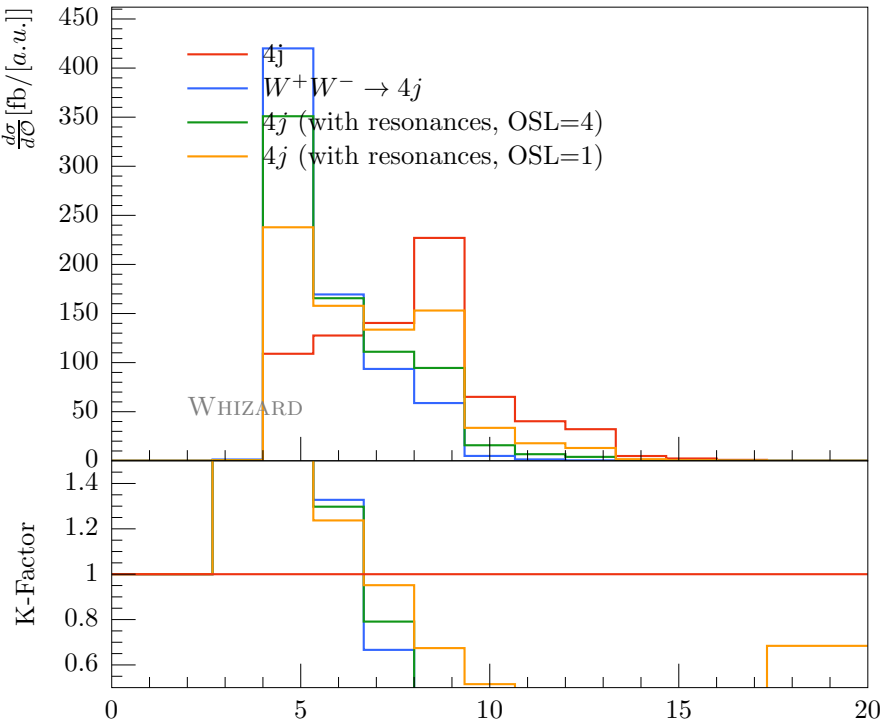 dσ/dO [fb/[a.u.]]
450
400
350
300
250
200
150
100
50
0
4j
W⁺W⁻ → 4j
4j (with resonances, OSL=4)
4j (with resonances, OSL=1)
WHIZARD
K-Factor
1.4
1.2
1
0.8
0.6
0 5 10 15 20